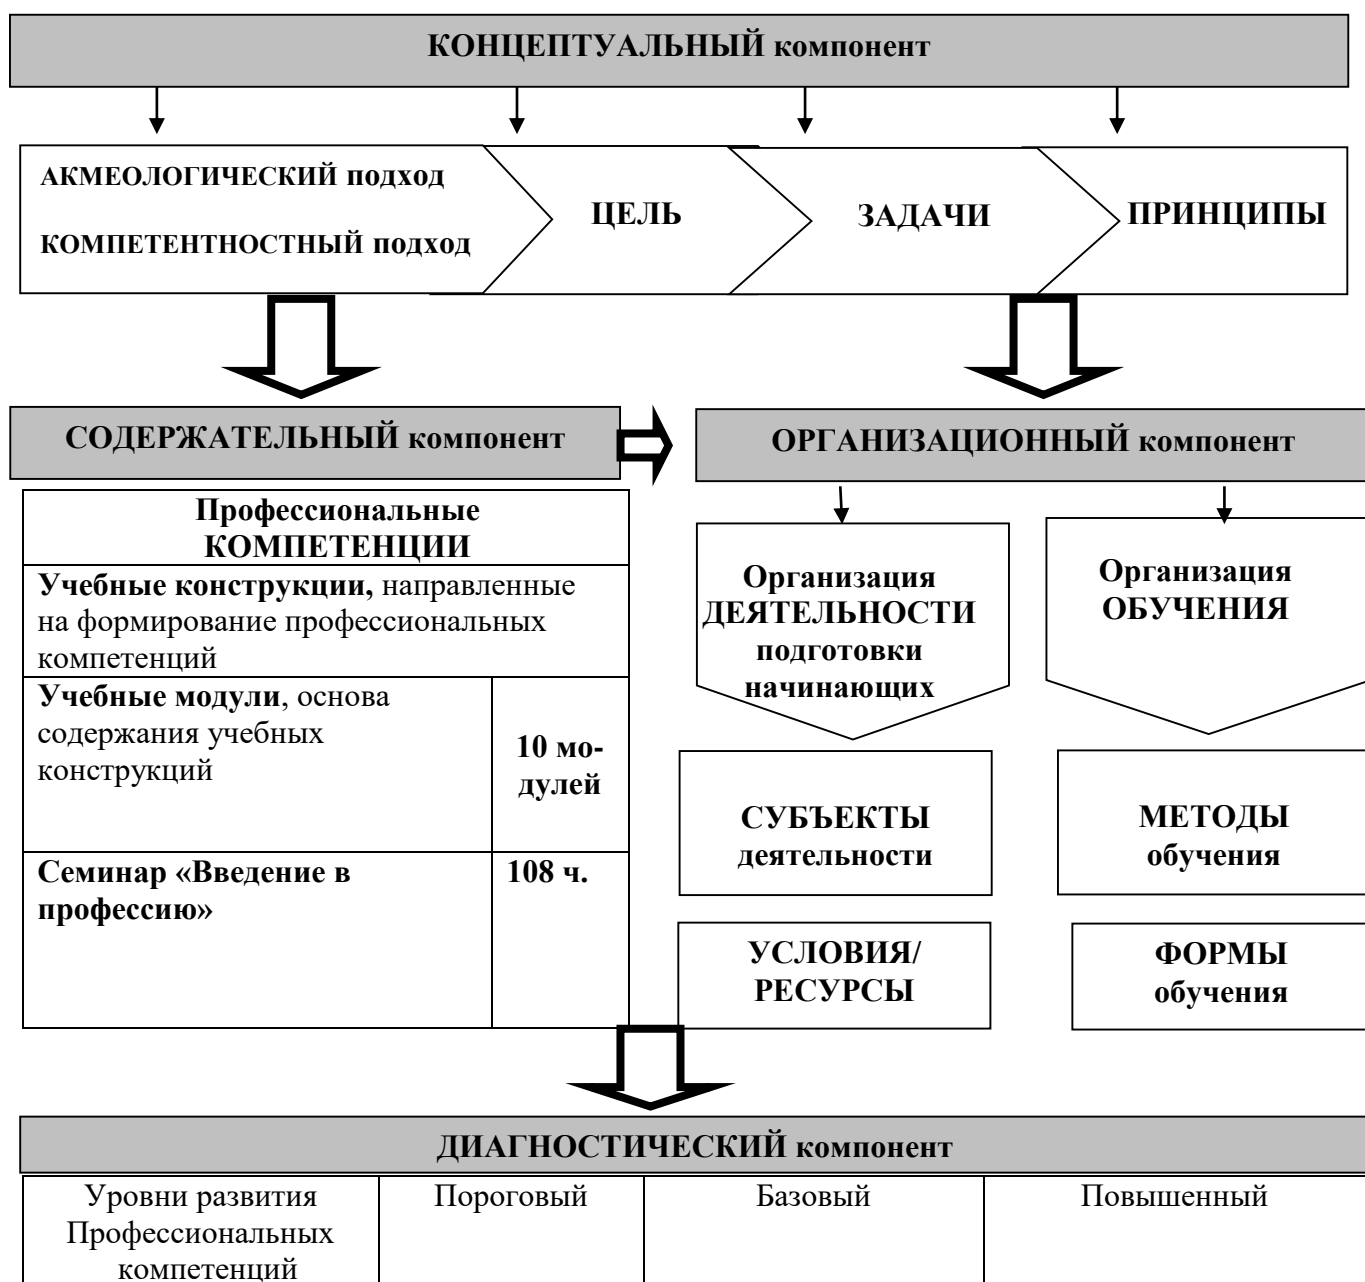 КОНЦЕПТУАЛЬНЫЙ компонент
АКМЕОЛОГИЧЕСКИЙ подход
КОМПЕТЕНТНОСТНЫЙ подход
ЦЕЛЬ
ЗАДАЧИ
ПРИНЦИПЫ
СОДЕРЖАТЕЛЬНЫЙ компонент
Профессиональные
КОМПЕТЕНЦИИ
Учебные конструкции, направленные
на формирование профессиональных
компетенций
Учебные модули, основа
содержания учебных
конструкций
10 мо-
дулей
Семинар «Введение в
профессию»
108 ч.
ОРГАНИЗАЦИОННЫЙ компонент
Организация
ДЕЯТЕЛЬНОСТИ
подготовки
начинающих
СУБЪЕКТЫ
деятельности
УСЛОВИЯ/
РЕСУРСЫ
Организация
ОБУЧЕНИЯ
МЕТОДЫ
обучения
ФОРМЫ
обучения
ДИАГНОСТИЧЕСКИЙ компонент
Уровни развития
Профессиональных
компетенций
Пороговый
Базовый
Повышенный